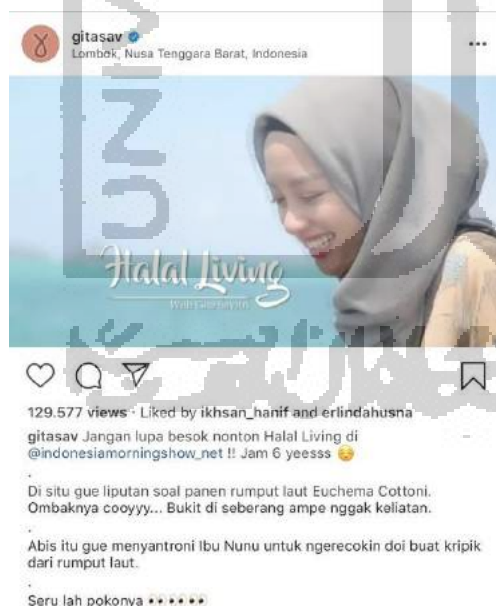 gitasav
Lombok, Nusa Tenggara Barat, Indonesia
Halal Living
129.577 views · Liked by ikhsan_hanif and erlindahusna
gitasav Jangan lupa besok nonton Halal Living di
@indonesiamorningshow_net !! Jam 6 yeesss 😔
.
Di situ gue liputan soal panen rumput laut Euchema Cottoni.
Ombaknya cooyyy... Bukit di seberang ampe nggak keliatan.
.
Abis itu gue menyantroni Ibu Nunu untuk ngerecokin doi buat kripik
dari rumput laut.
.
Seru lah pokonya